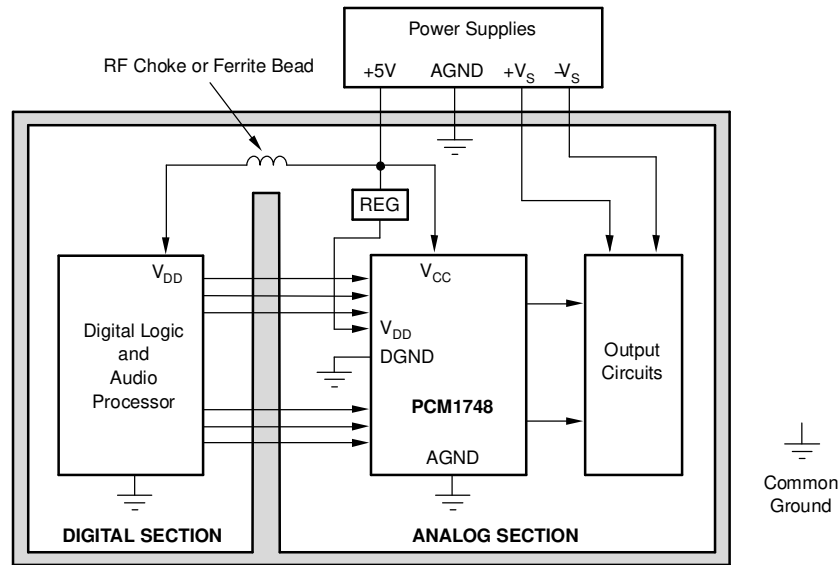 Power Supplies
RF Choke or Ferrite Bead
+5V AGND +VS –VS
REG
VDD
VCC
Digital Logic
and
Audio
Processor
VDD
DGND
Output
Circuits
PCM1748
AGND
Common
Ground
DIGITAL SECTION
ANALOG SECTION